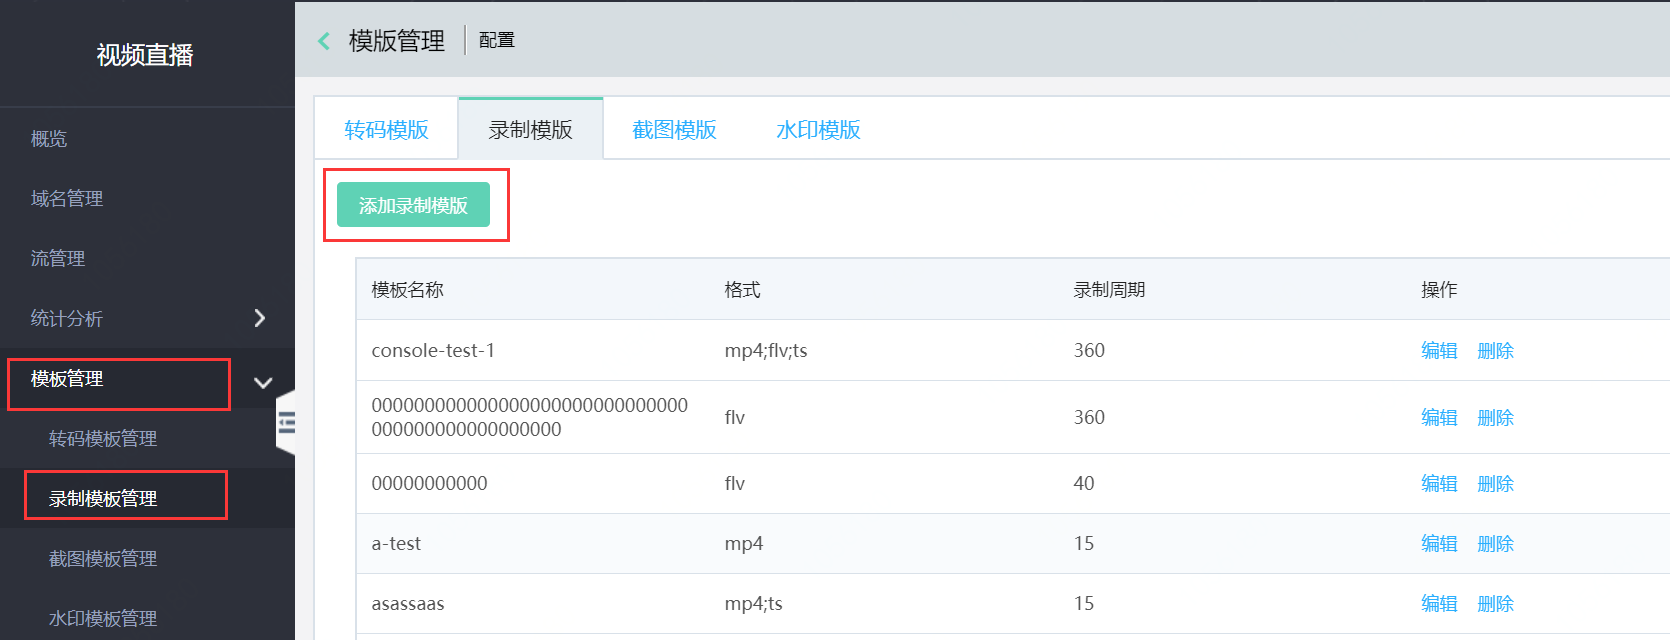 视频直播
概览
域名管理
流管理
统计分析
模板管理
转码模板管理
录制模板管理
截图模板管理
水印模板管理
模版管理 配置
转码模版 录制模版 截图模版 水印模版
添加录制模版
模板名称 格式 录制周期 操作
console-test-1 mp4;flv;ts 360 编辑 删除
000000000000000000000000000000
000000000000000000 flv 360 编辑 删除
00000000000 flv 40 编辑 删除
a-test mp4 15 编辑 删除
asassaas mp4;ts 15 编辑 删除